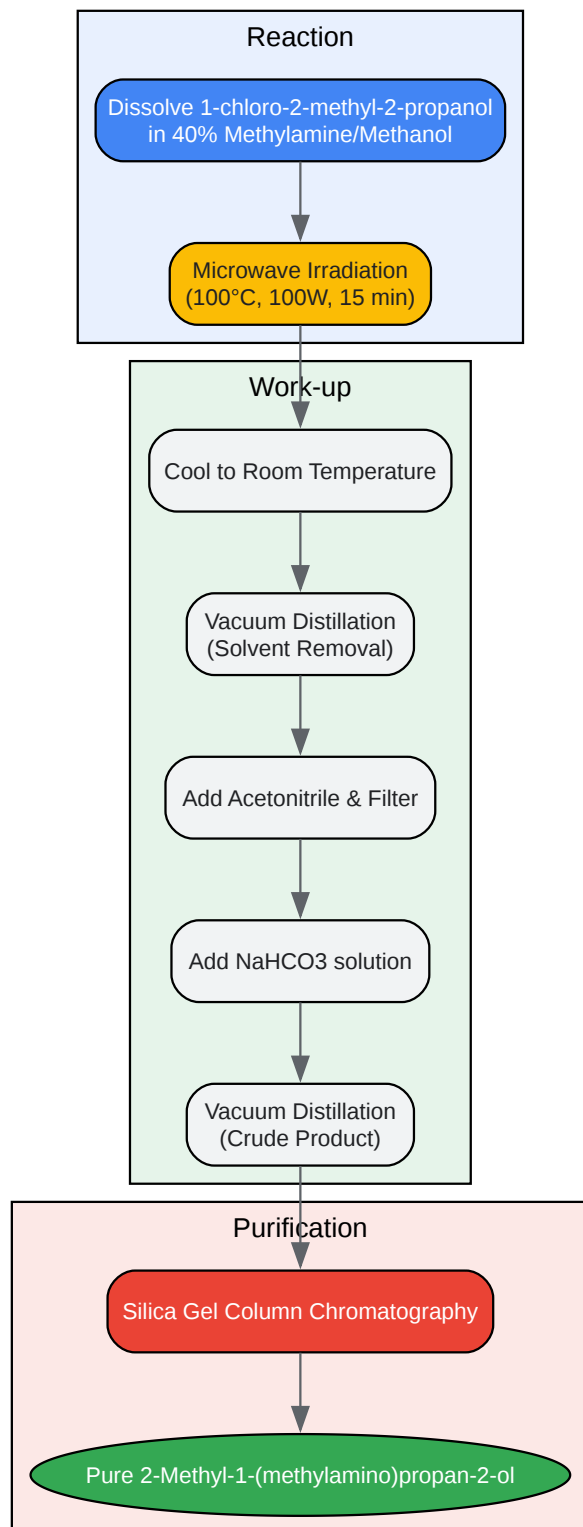 Reaction
Dissolve 1-chloro-2-methyl-2-propanol
in 40% Methylamine/Methanol
Microwave Irradiation
(100°C, 100W, 15 min)
Work-up
Cool to Room Temperature
Vacuum Distillation
(Solvent Removal)
Add Acetonitrile & Filter
Add NaHCO3 solution
Vacuum Distillation
(Crude Product)
Purification
Silica Gel Column Chromatography
Pure 2-Methyl-1-(methylamino)propan-2-ol